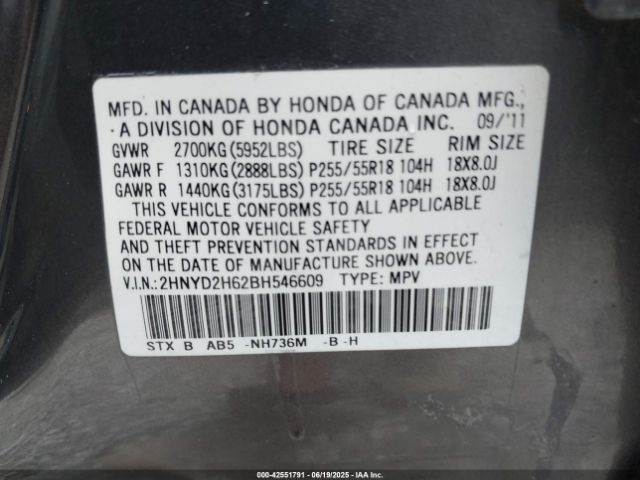 MFD. IN CANADA BY HONDA OF CANADA MFG.,
A DIVISION OF HONDA CANADA INC. 09/'11
GVWR 2700KG(5952LBS) TIRE SIZE RIM SIZE
GAWR F 1310KG(2888LBS) P255/55R18 104H 18X8.0J
GAWR R 1440KG(3175LBS) P255/55R18 104H 18X8.0J
THIS VEHICLE CONFORMS TO ALL APPLICABLE
FEDERAL MOTOR VEHICLE SAFETY
AND THEFT PREVENTION STANDARDS IN EFFECT
ON THE DATE OF MANUFACTURE SHOWN ABOVE.
V.I.N.: 2HNYD2H62BH546609 TYPE: MPV
STX B AB5 -NH736M -B -H
000-42551791 - 06/19/2025 - IAA Inc.